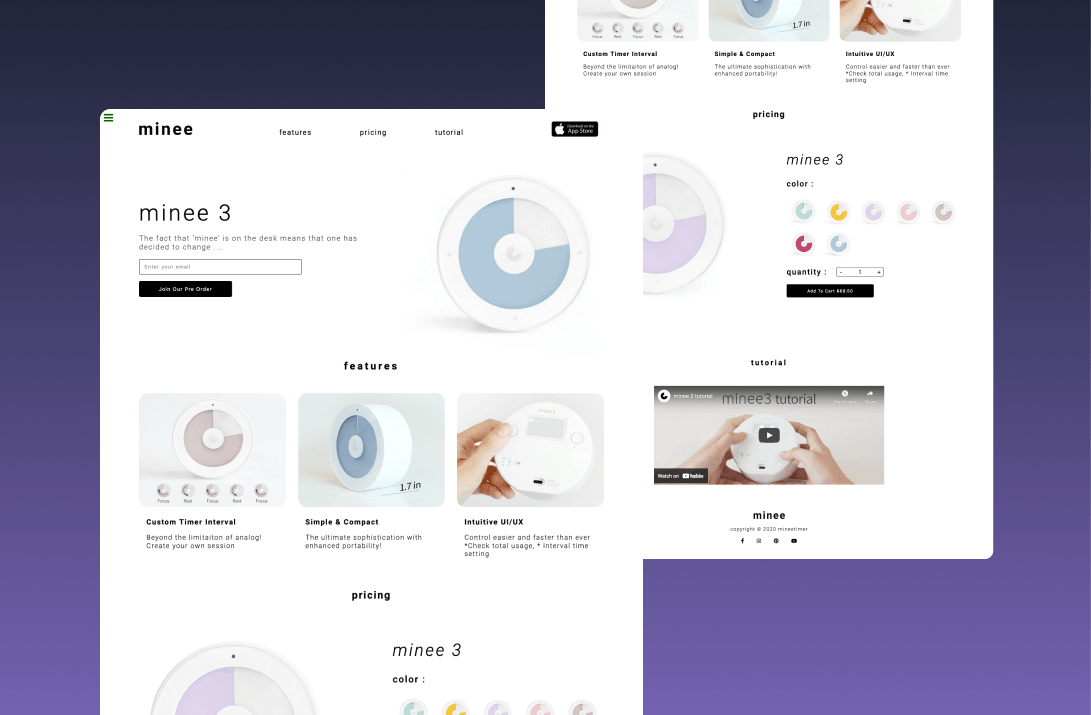 minee
features
pricing
tutorial
Download on the
App Store
minee 3
The fact that 'minee' is on the desk means that one has
decided to change ....
Enter your email
Join Our Pre Order
features
Focus
Rest
Focus
Rest
Focus
Custom Timer Interval
Beyond the limitaiton of analog!
Create your own session
1.7 in
Simple & Compact
The ultimate sophistication with
enhanced portability!
minee 3
Intuitive UI/UX
Control easier and faster than ever
*Check total usage, * Interval time
setting
pricing
minee 3
color :
Focus
Rest
Focus
Rest
Focus
Custom Timer Interval
Beyond the limitaiton of analog!
Create your own session
1.7 in
Simple & Compact
The ultimate sophistication with
enhanced portability!
Intuitive UI/UX
Control easier and faster than ever
*Check total usage, * Interval time
setting
pricing
minee 3
color :
quantity :
- 1 +
Add To Cart $69.50
tutorial
minee 3 tutorial
minee3 tutorial
Watch on YouTube
minee
copyright © 2020 mineetimer